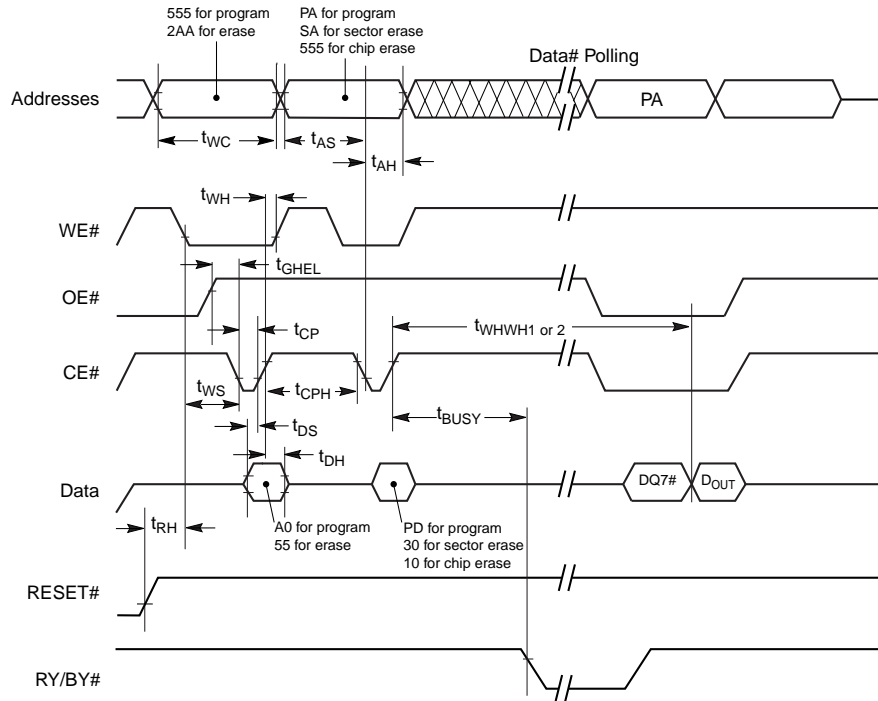 555 for program
2AA for erase
PA for program
SA for sector erase
555 for chip erase
Data# Polling
Addresses
PA
tWC
tAS
tAH
tWH
WE#
tGHEL
OE#
tWHWH1 or 2
tCP
CE#
tWS
tCPH
tBUSY
tDS
tDH
Data
DQ7#
DOUT
tRH
A0 for program
55 for erase
PD for program
30 for sector erase
10 for chip erase
RESET#
RY/BY#